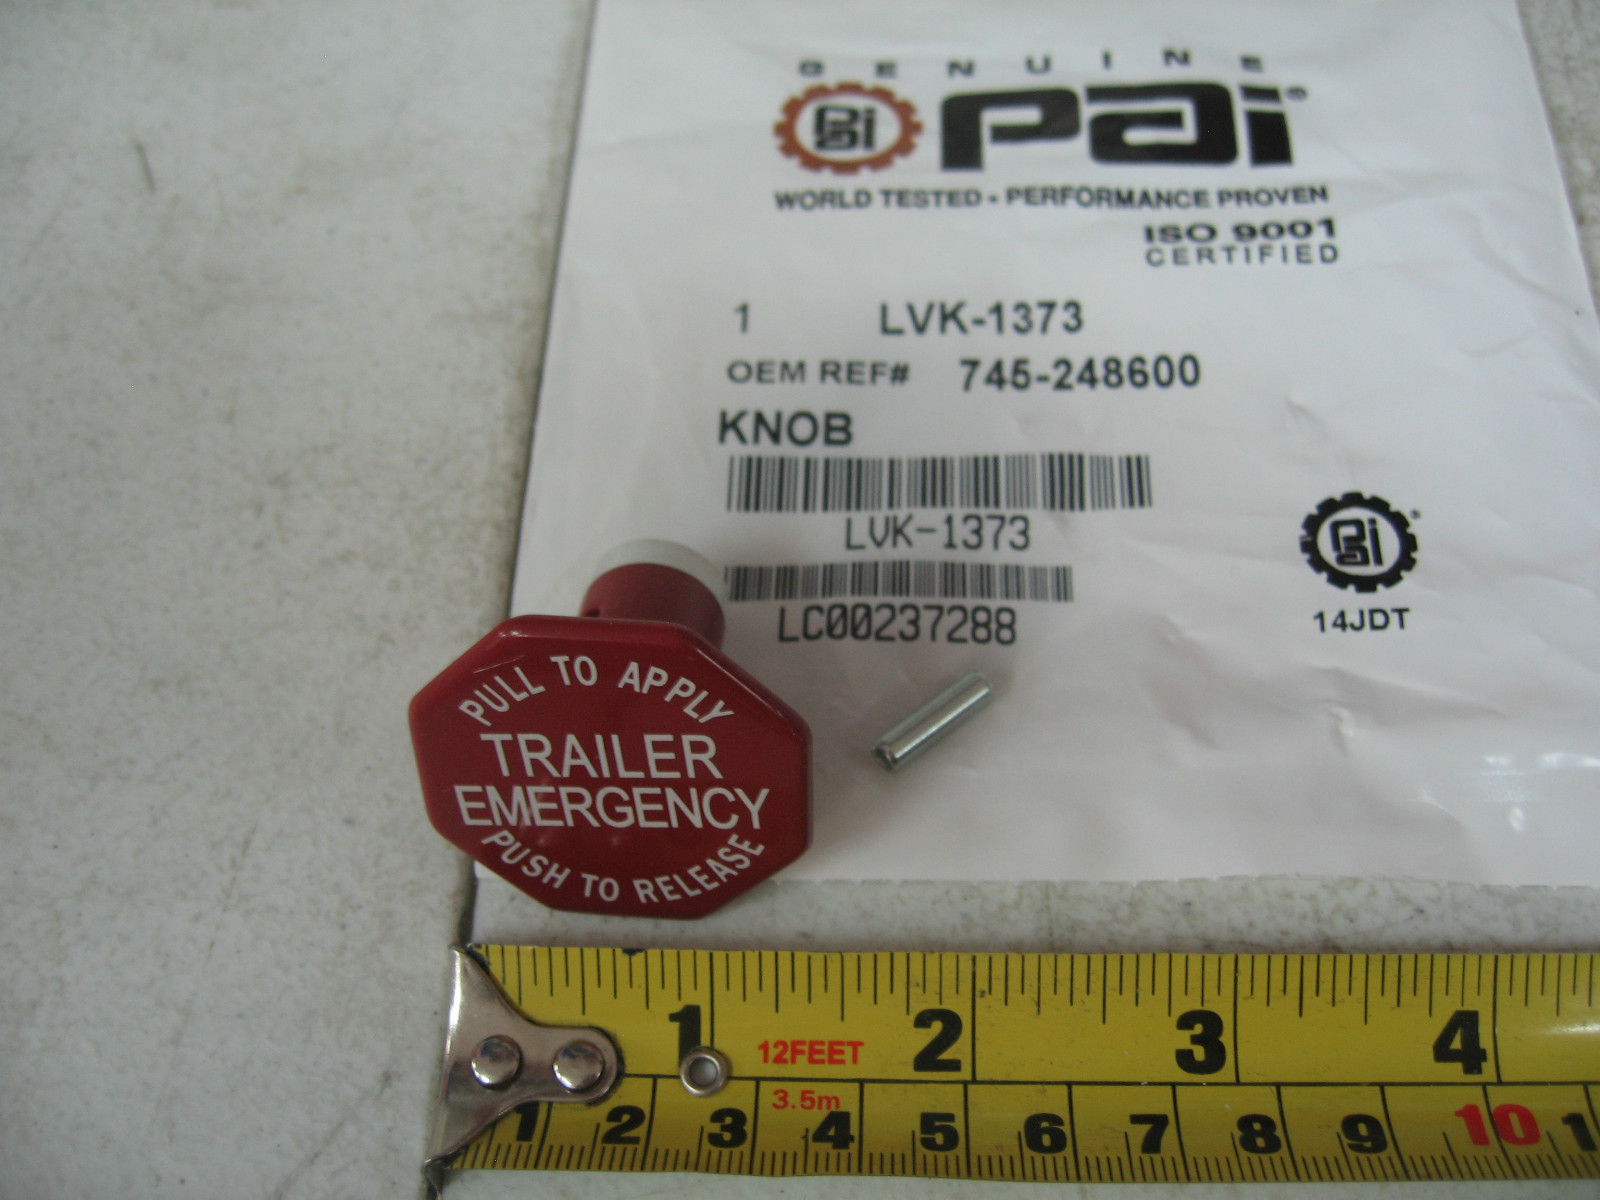 GENUINE
pai®
WORLD TESTED - PERFORMANCE PROVEN
ISO 9001
CERTIFIED
1 LVK-1373
OEM REF# 745-248600
KNOB
LVK-1373
LC00237288
14JDT
PULL TO APPLY
TRAILER
EMERGENCY
PUSH TO RELEASE
1 2 3 4
12FEET
3.5m
1 2 3 4 5 6 7 8 9 10